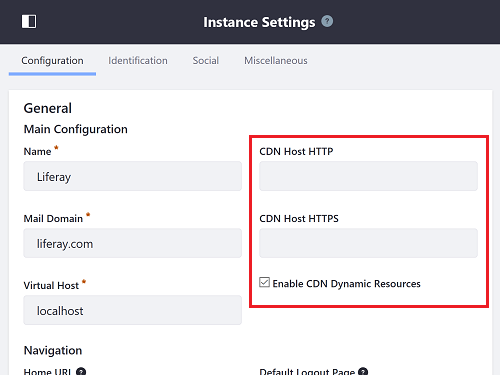 Instance Settings ?
Configuration Identification Social Miscellaneous
General
Main Configuration
Name *
Liferay
CDN Host HTTP
Mail Domain *
liferay.com
CDN Host HTTPS
Virtual Host *
localhost
Enable CDN Dynamic Resources
Navigation
Home URL ?
Default Logout Page ?